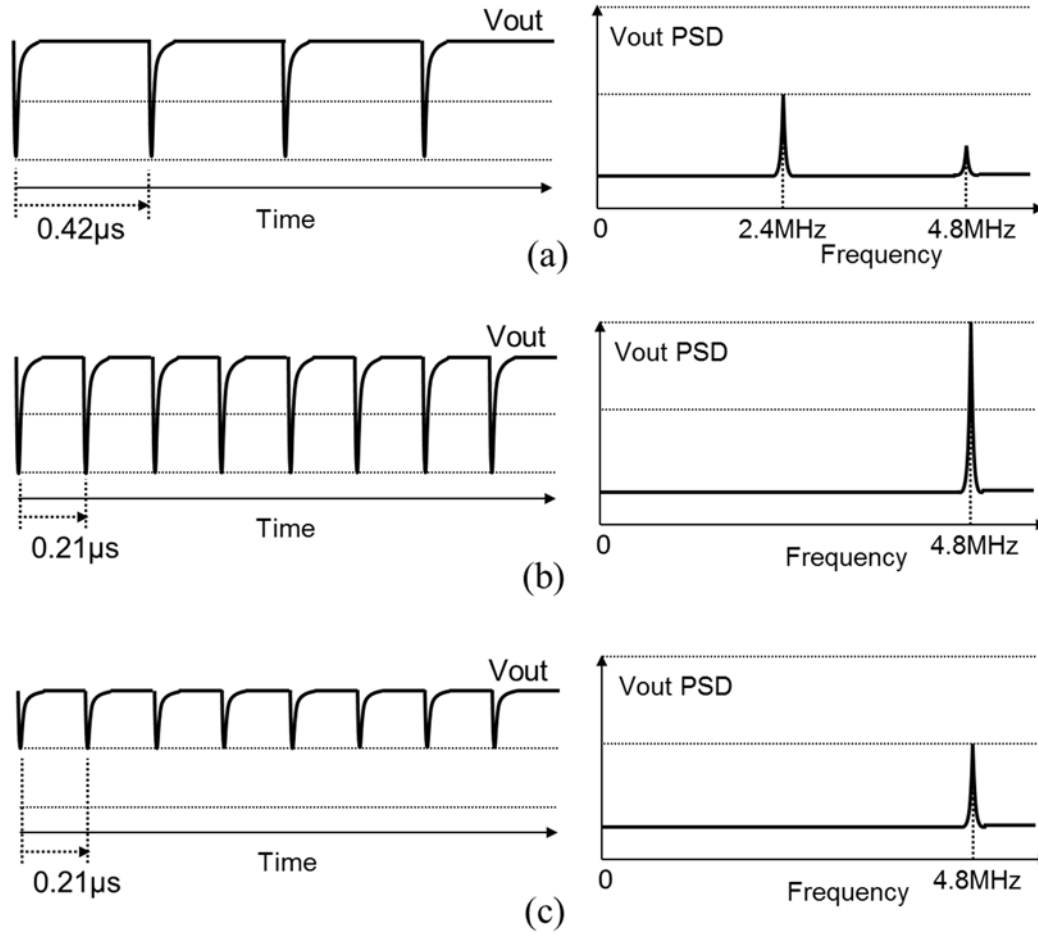 Vout
Vout PSD
0.42µs
Time
0
2.4MHz
4.8MHz
Frequency
(a)
Vout
Vout PSD
0.21µs
Time
0
4.8MHz
Frequency
(b)
Vout
Vout PSD
0.21µs
Time
0
4.8MHz
Frequency
(c)